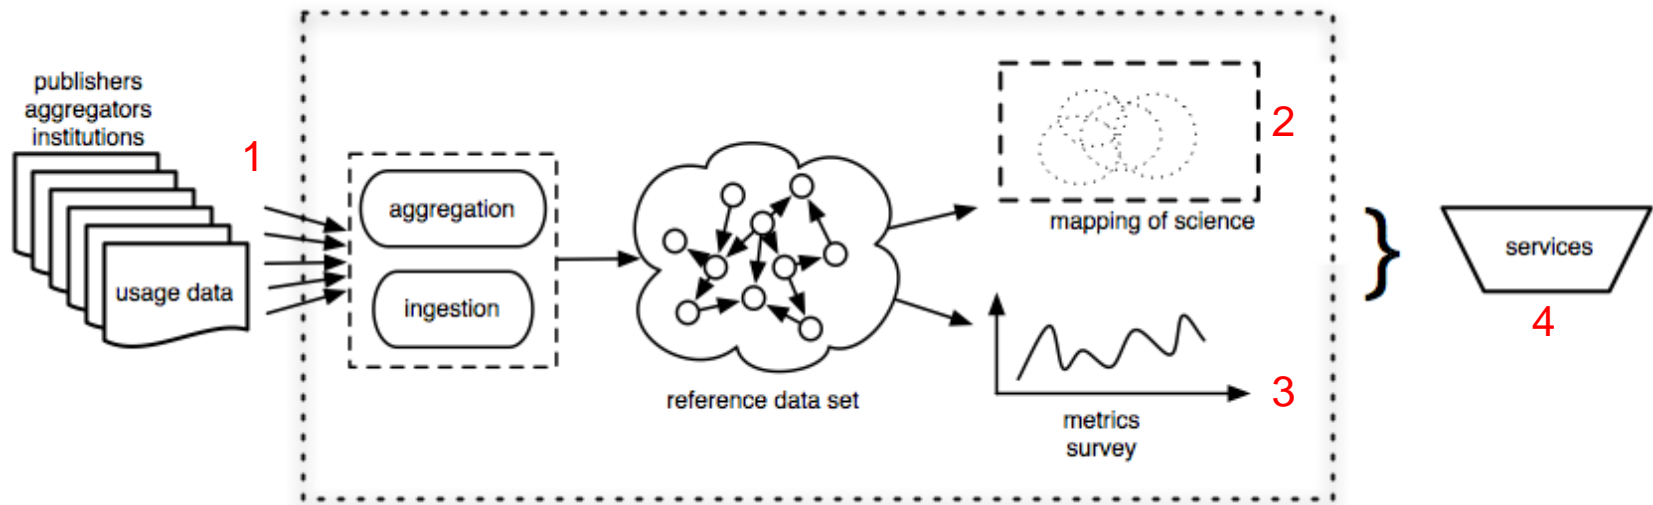 publishers
aggregators
institutions
usage data
1
aggregation
ingestion
reference data set
2
mapping of science
3
metrics
survey
}
services
4